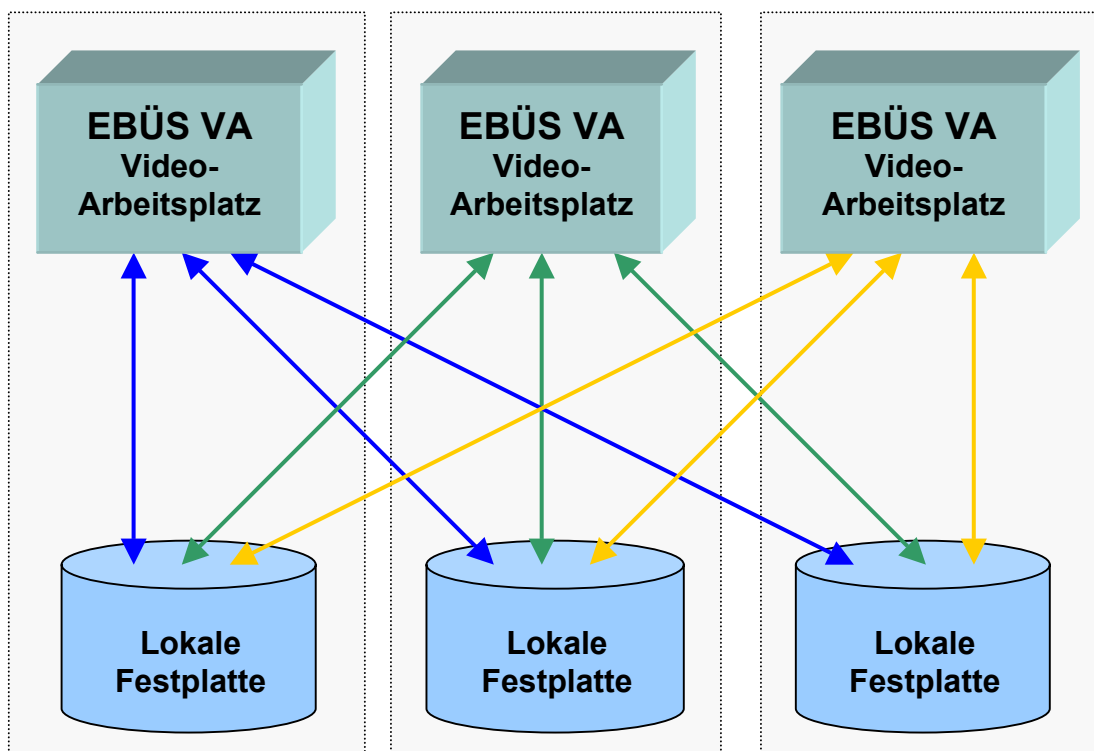 EBÜS VA
Video-
Arbeitsplatz
EBÜS VA
Video-
Arbeitsplatz
EBÜS VA
Video-
Arbeitsplatz
Lokale
Festplatte
Lokale
Festplatte
Lokale
Festplatte